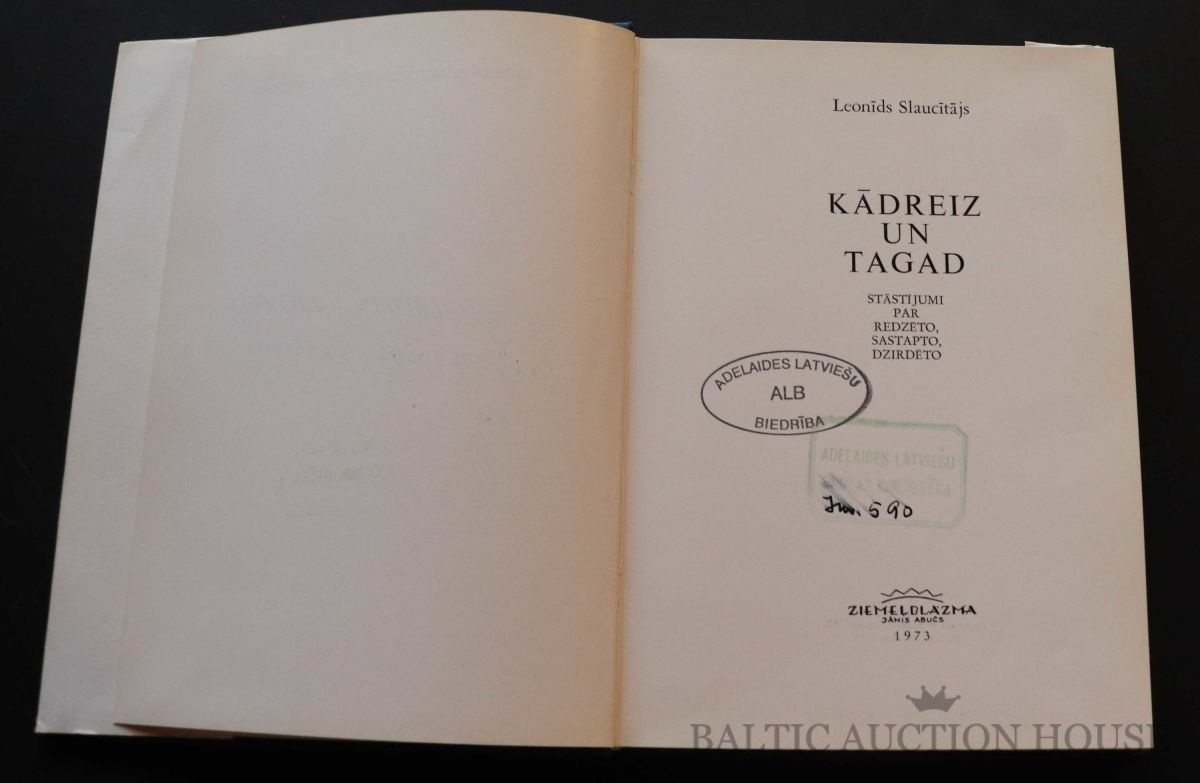 Leonīds Slaucītājs
KĀDREIZ
UN
TAGAD
STĀSTĪJUMI
PAR
REDZĒTO,
SASTAPTO,
DZIRDĒTO
ADELAIDES LATVIEŠU
ALB
BIEDRĪBA
ADELAIDES LATVIEŠU
BIBLIOTĒKA
Inv. 590
ZIEMEĻBLĀZMA
JĀNIS ABUČS
1973
BALTIC AUCTION HOUSE